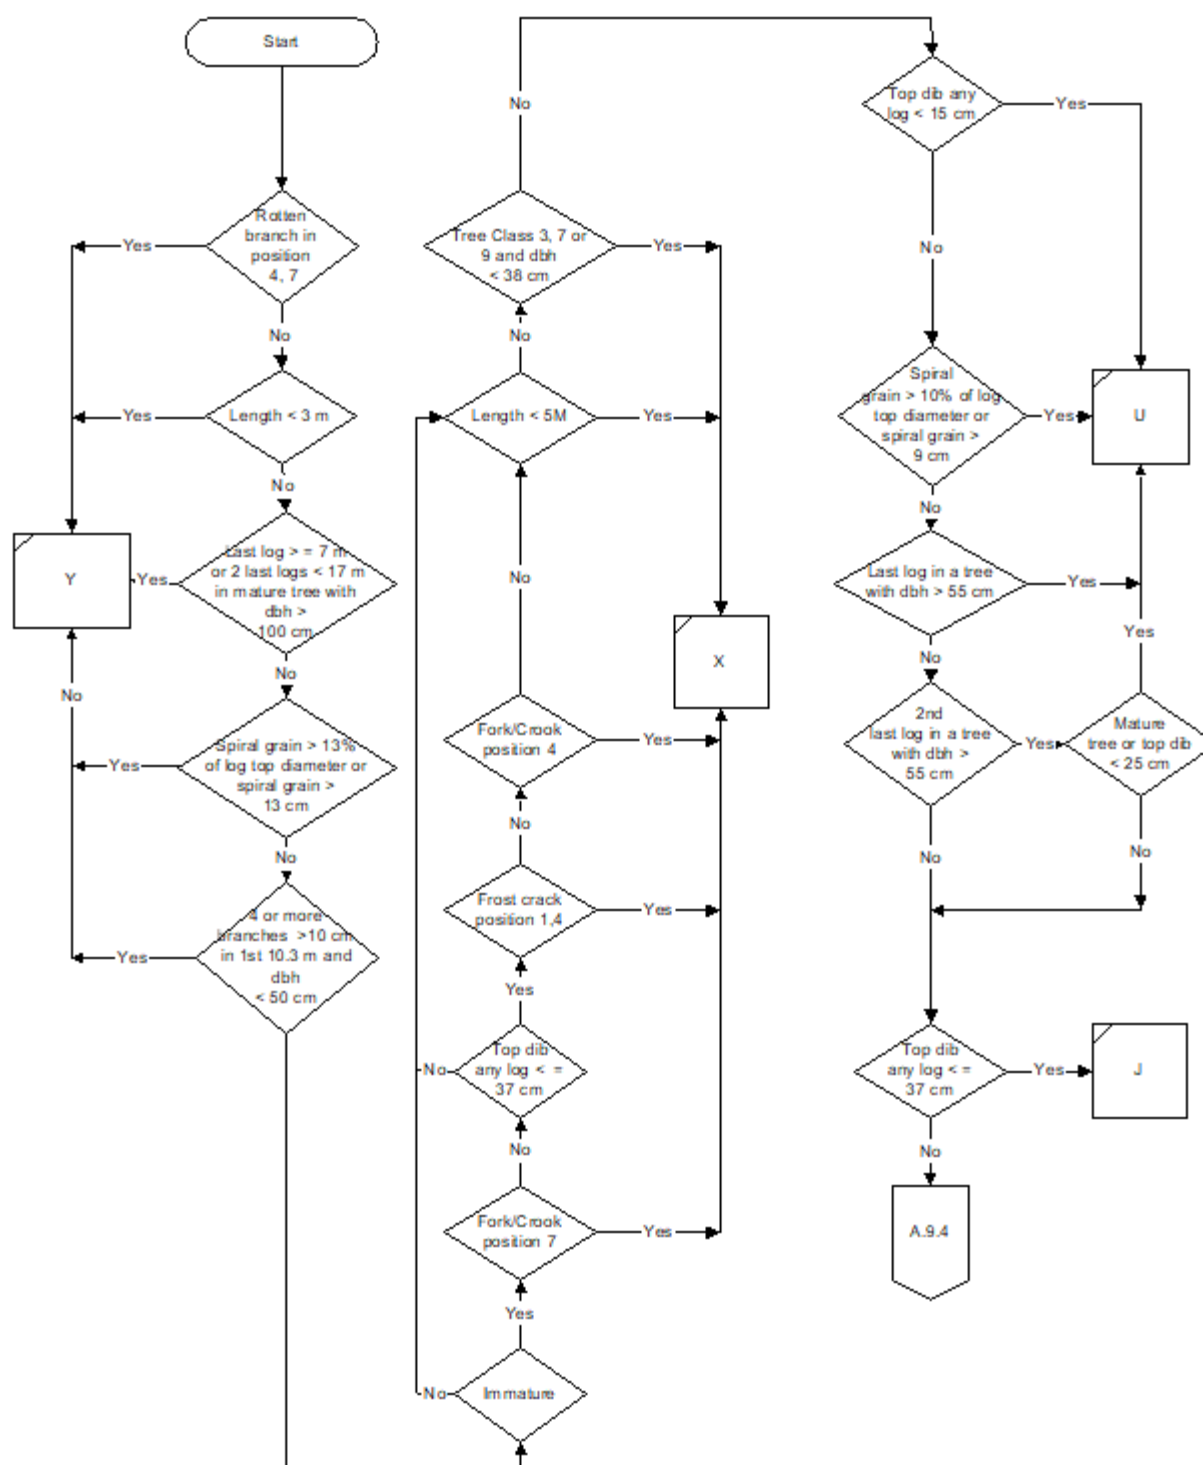 Start
Rotten
branch in
position
4, 7
Yes
No
Length < 3 m
Yes
No
Last log > = 7 m
or 2 last logs < 17 m
in mature tree with
dbh >
100 cm
Yes
Y
No
No
Spiral grain > 13%
of log top diameter or
spiral grain >
13 cm
Yes
No
4 or more
branches >10 cm
in 1st 10.3 m and
dbh
< 50 cm
Yes
No
Tree Class 3, 7 or
9 and dbh
< 38 cm
Yes
No
Length < 5M
Yes
No
X
Fork/Crook
position 4
Yes
No
Frost crack
position 1,4
Yes
Yes
Top dib
any log < =
37 cm
No
No
Fork/Crook
position 7
Yes
Yes
Immature
No
Top dib any
log < 15 cm
Yes
No
Spiral
grain > 10% of log
top diameter or
spiral grain >
9 cm
Yes
U
No
Last log in a tree
with dbh > 55 cm
Yes
No
Yes
2nd
last log in a tree
with dbh >
55 cm
Yes
Mature
tree or top dib
< 25 cm
No
No
Top dib
any log < =
37 cm
Yes
J
No
A.9.4